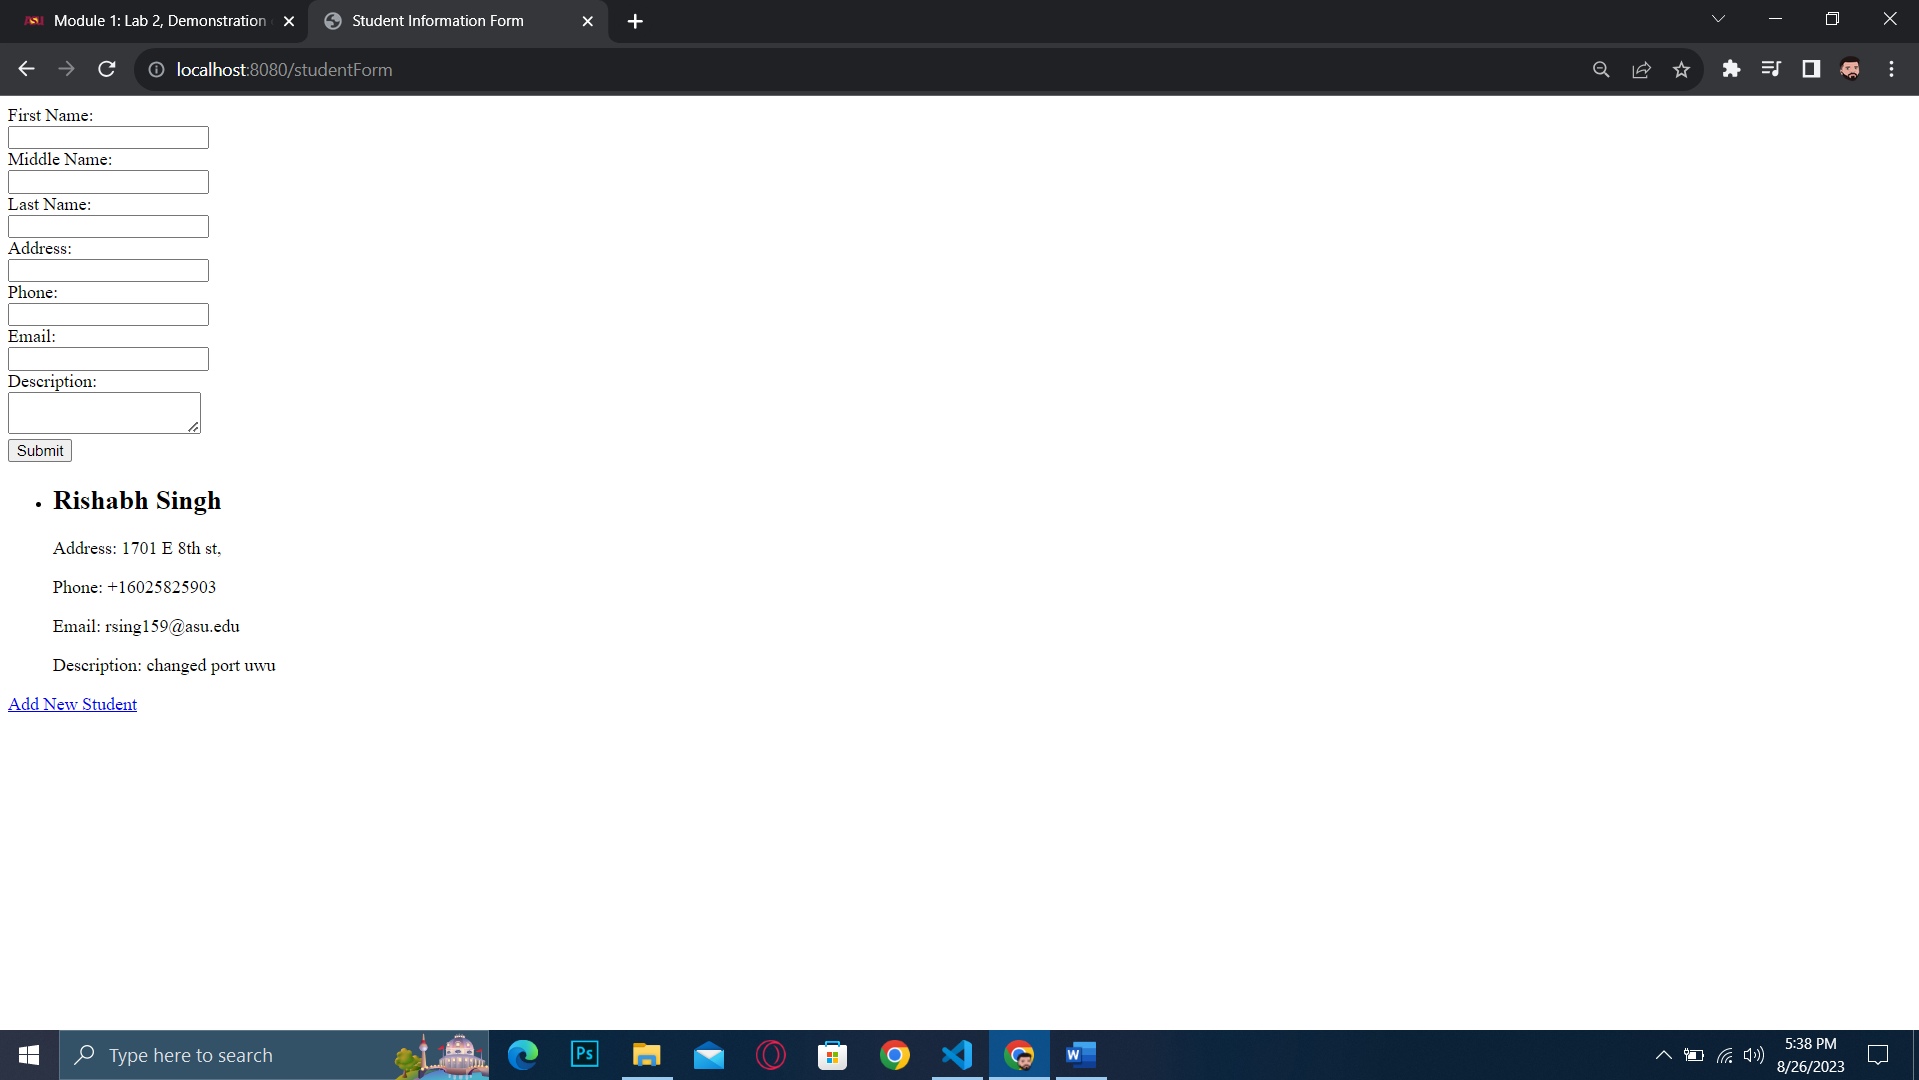 Module 1: Lab 2, Demonstration
Student Information Form
localhost:8080/studentForm
First Name:
Middle Name:
Last Name:
Address:
Phone:
Email:
Description:
Submit
Rishabh Singh
Address: 1701 E 8th st,
Phone: +16025825903
Email: rsing159@asu.edu
Description: changed port uwu
Add New Student
Type here to search
Ps
W
5:38 PM
8/26/2023